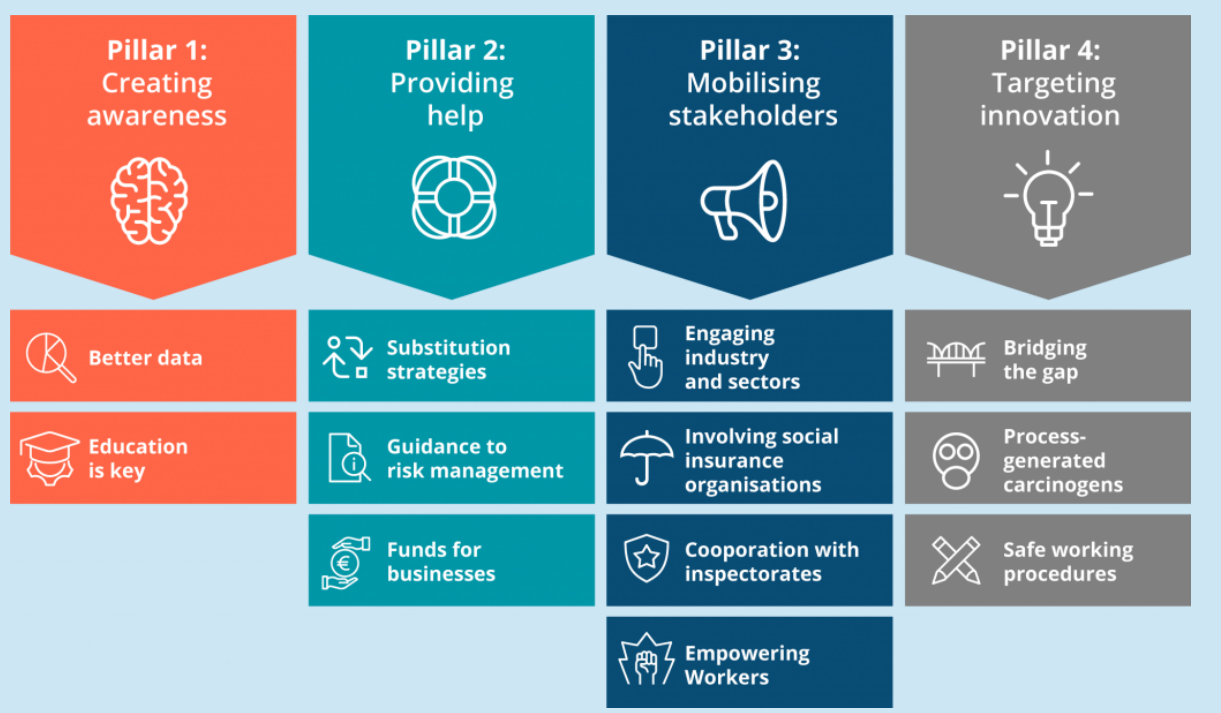 Pillar 1:
Creating
awareness
Better data
Education
is key
Pillar 2:
Providing
help
Substitution
strategies
Guidance to
risk management
Funds for
businesses
Pillar 3:
Mobilising
stakeholders
Engaging
industry
and sectors
Involving social
insurance
organisations
Cooporation with
inspectorates
Empowering
Workers
Pillar 4:
Targeting
innovation
Bridging
the gap
Process-
generated
carcinogens
Safe working
procedures